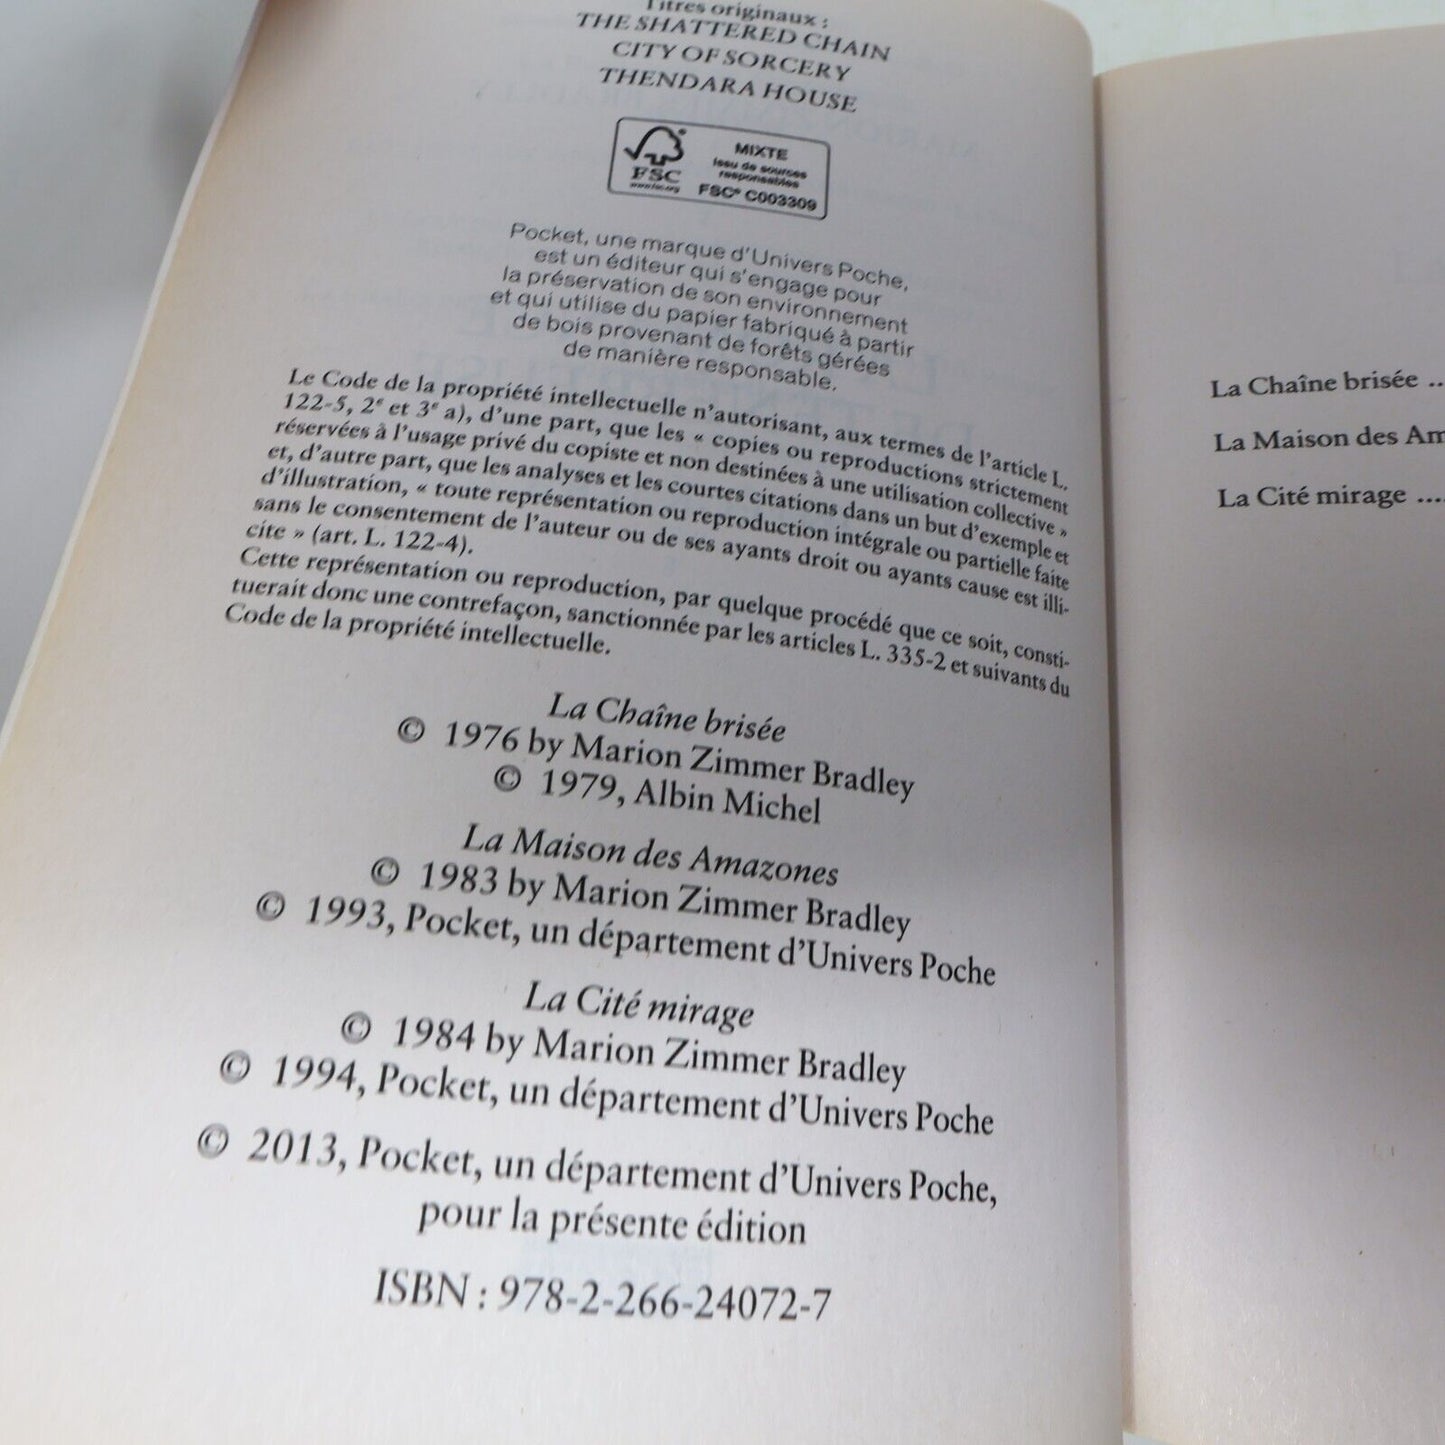 Titres originaux :
THE SHATTERED CHAIN
CITY OF SORCERY
THENDARA HOUSE
FSC
www.fsc.org
MIXTE
Issu de sources
responsables
FSC® C003309
Pocket, une marque d'Univers Poche,
est un éditeur qui s'engage pour
la préservation de son environnement
et qui utilise du papier fabriqué à partir
de bois provenant de forêts gérées
de manière responsable.
Le Code de la propriété intellectuelle n'autorisant, aux termes de l'article L.
122-5, 2e et 3e a), d'une part, que les « copies ou reproductions strictement
réservées à l'usage privé du copiste et non destinées à une utilisation collective »
et, d'autre part, que les analyses et les courtes citations dans un but d'exemple et
d'illustration, « toute représentation ou reproduction intégrale ou partielle faite
sans le consentement de l'auteur ou de ses ayants droit ou ayants cause est illi-
cite » (art. L. 122-4).
Cette représentation ou reproduction, par quelque procédé que ce soit, consti-
tuerait donc une contrefaçon, sanctionnée par les articles L. 335-2 et suivants du
Code de la propriété intellectuelle.
La Chaîne brisée
© 1976 by Marion Zimmer Bradley
© 1979, Albin Michel
La Maison des Amazones
© 1983 by Marion Zimmer Bradley
© 1993, Pocket, un département d'Univers Poche
La Cité mirage
© 1984 by Marion Zimmer Bradley
© 1994, Pocket, un département d'Univers Poche
© 2013, Pocket, un département d'Univers Poche,
pour la présente édition
ISBN : 978-2-266-24072-7
La Chaîne brisée ..
La Maison des Am
La Cité mirage ....